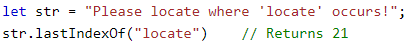 let str = "Please locate where 'locate' occurs!";
str.lastIndexOf("locate")    // Returns 21